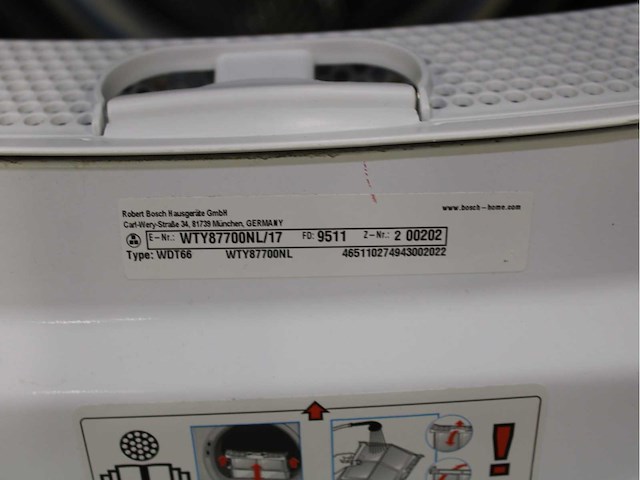 Robert Bosch Hausgeräte GmbH
www.bosch-home.com
Carl-Wery-Straße 34, 81739 München, GERMANY
E-Nr.: WTY87700NL/17 FD: 9511 Z-Nr.: 2 00202
Type: WDT66 WTY87700NL 465110274943002022